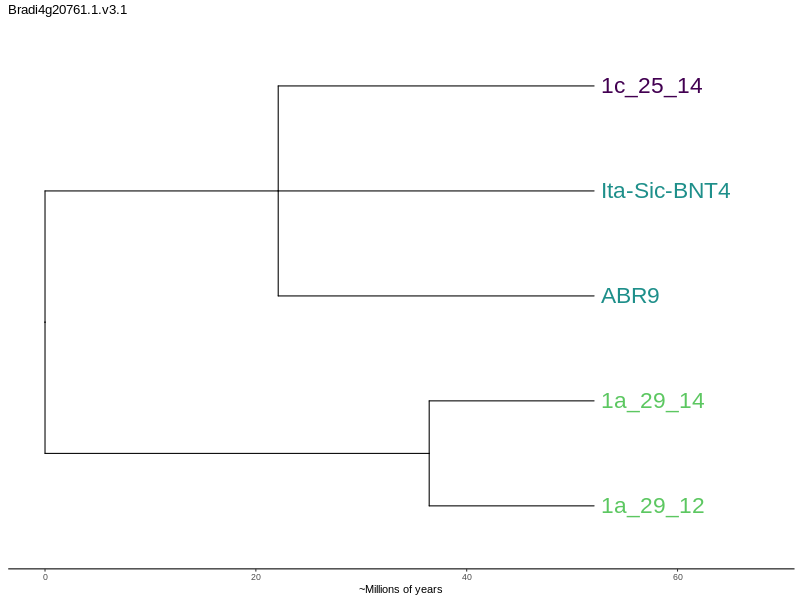 Bradi4g20761.1.v3.1
1c_25_14
Ita-Sic-BNT4
ABR9
1a_29_14
1a_29_12
0 20 40 60
~Millions of years